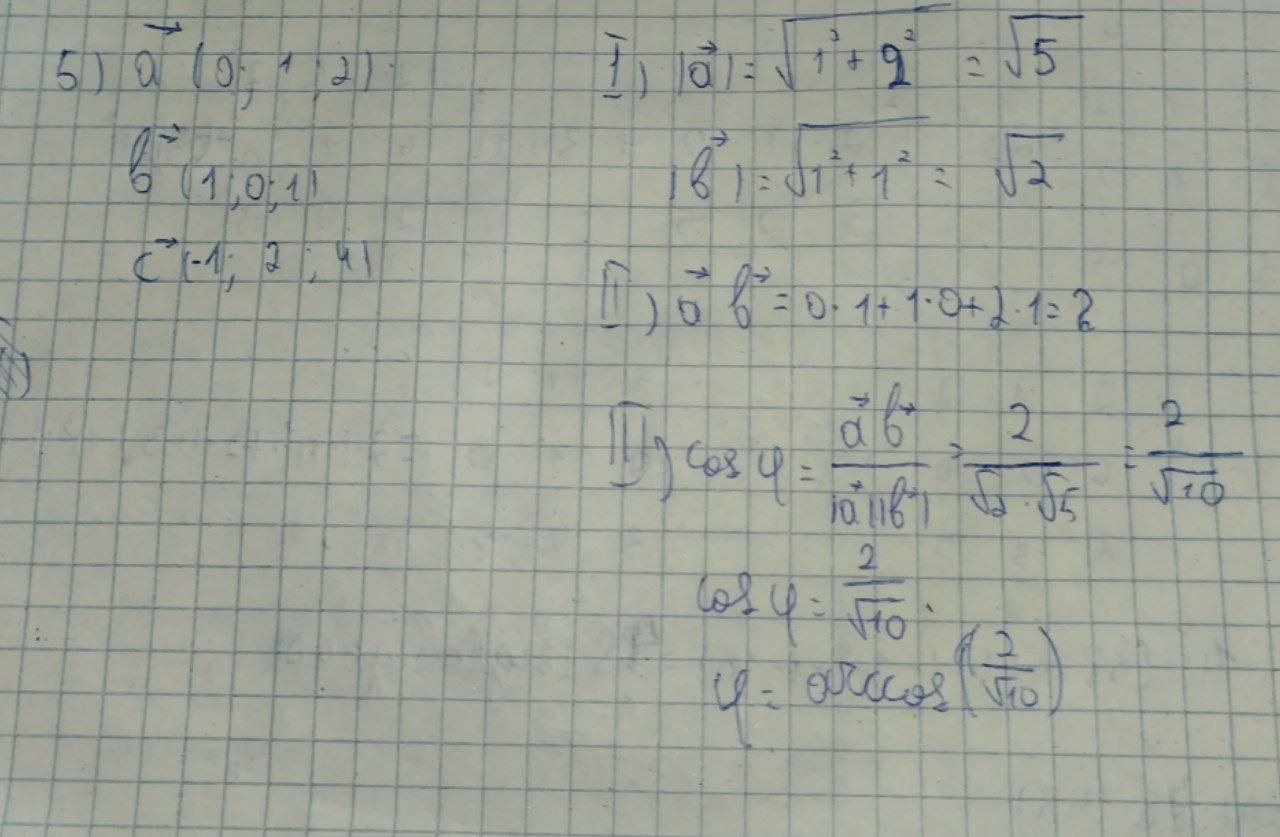 5) a⃗ (0; 1; 2)
b⃗ (1; 0; 1)
c⃗ (-1; 2; 4)
I) |a⃗| = √(1² + 2²) = √5
|b⃗| = √(1² + 1²) = √2
II) a⃗ b⃗ = 0·1 + 1·0 + 2·1 = 2
III) cos φ = a⃗ b⃗ / |a⃗||b⃗| = 2 / √2·√5 = 2/√10
cos φ = 2/√10.
φ = arccos(2/√10)